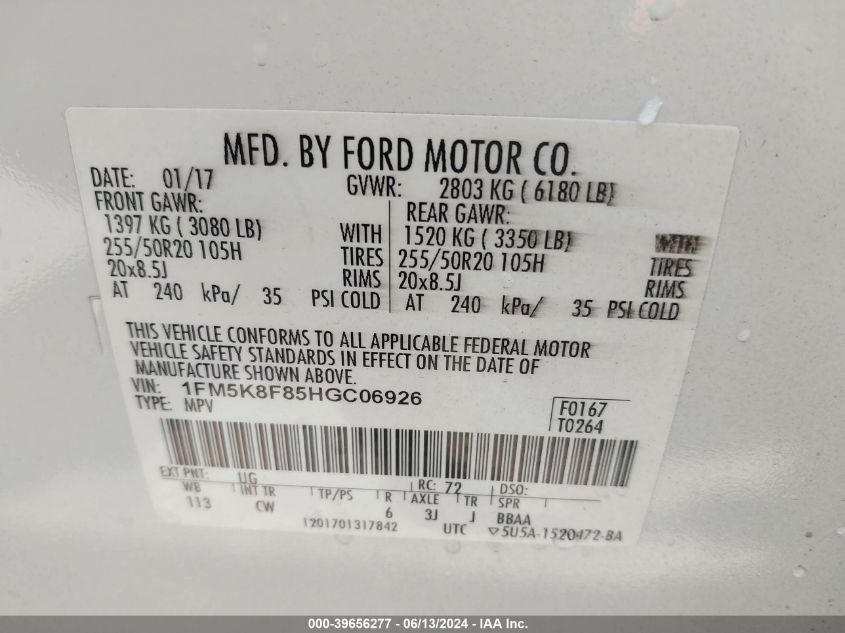 MFD. BY FORD MOTOR CO.
DATE: 01/17 GVWR: 2803 KG ( 6180 LB)
FRONT GAWR: REAR GAWR:
1397 KG ( 3080 LB) WITH 1520 KG ( 3350 LB) WITH
255/50R20 105H TIRES 255/50R20 105H TIRES
20x8.5J RIMS 20x8.5J RIMS
AT 240 kPa/ 35 PSI COLD AT 240 kPa/ 35 PSI COLD
THIS VEHICLE CONFORMS TO ALL APPLICABLE FEDERAL MOTOR
VEHICLE SAFETY STANDARDS IN EFFECT ON THE DATE OF
MANUFACTURE SHOWN ABOVE.
VIN: 1FM5K8F85HGC06926
TYPE: MPV
F0167
T0264
EXT PNT: UG RC: 72 DSO:
WB INT TR TP/PS R AXLE TR SPR
113 CW 6 3J J BBAA
1201701317842 UTC ▽5U5A-1520472-BA
000-39656277 - 06/13/2024 - IAAI.com